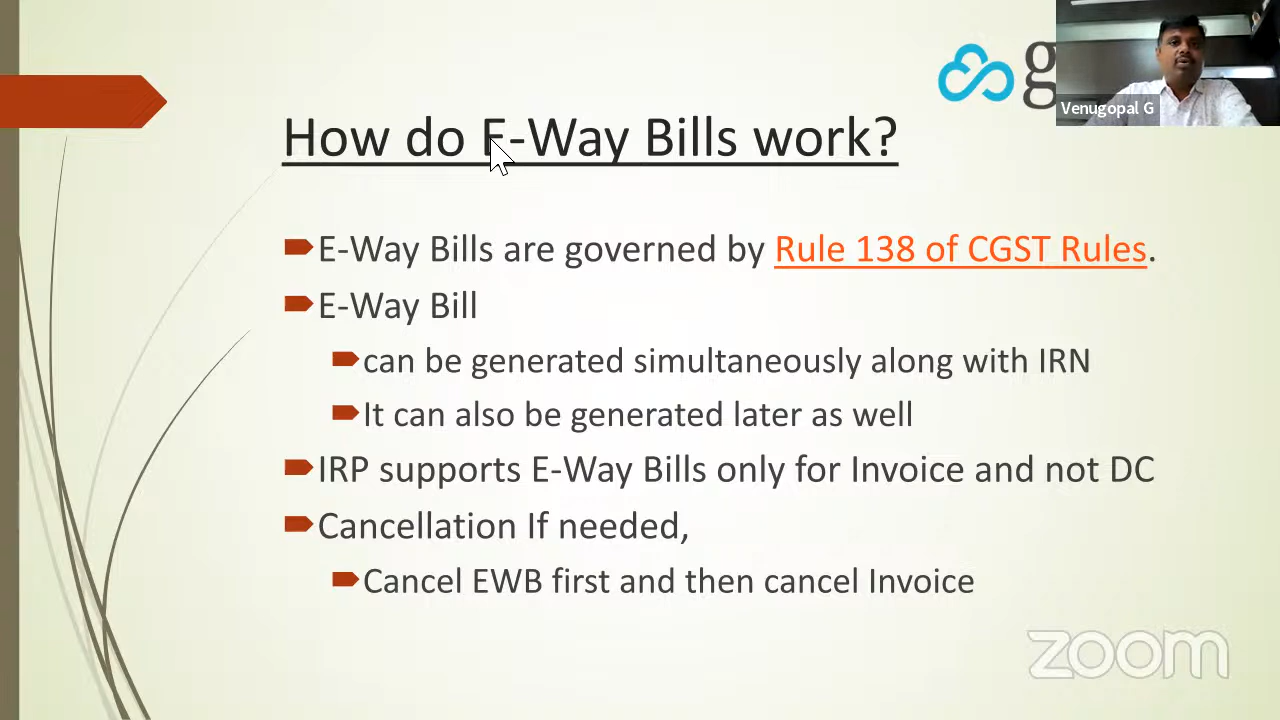 g
Venugopal G
How do E-Way Bills work?
E-Way Bills are governed by Rule 138 of CGST Rules.
E-Way Bill
can be generated simultaneously along with IRN
It can also be generated later as well
IRP supports E-Way Bills only for Invoice and not DC
Cancellation If needed,
Cancel EWB first and then cancel Invoice
zoom